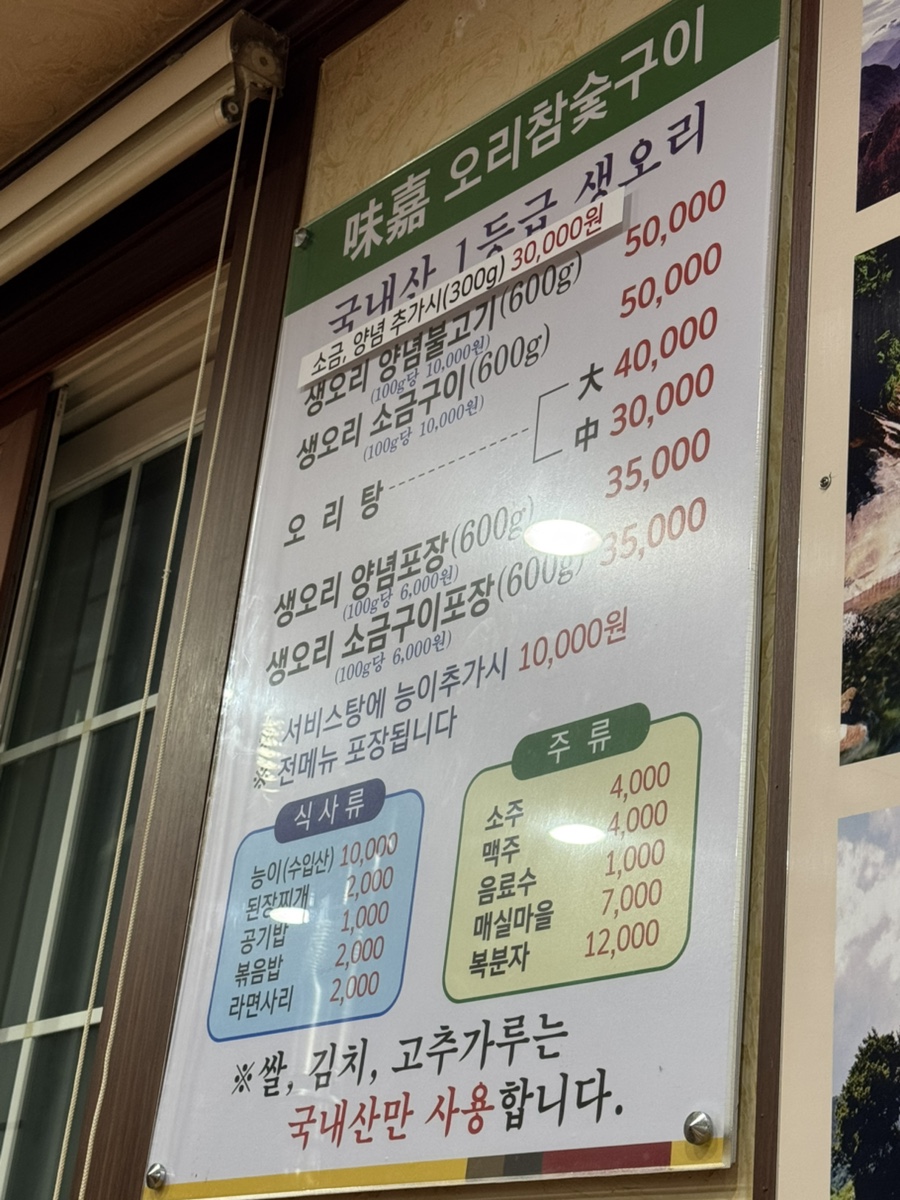 味嘉 오리참숯구이
국내산 1등급 생오리
소금, 양념 추가시(300g) 30,000원
생오리 양념불고기(600g) 50,000
(100g당 10,000원)
생오리 소금구이(600g) 50,000
(100g당 10,000원)
오 리 탕 大 40,000
中 30,000
생오리 양념포장(600g) 35,000
(100g당 6,000원)
생오리 소금구이포장(600g) 35,000
(100g당 6,000원)
※ 서비스탕에 능이추가시 10,000원
※ 전메뉴 포장됩니다
식사류
능이(수입산) 10,000
된장찌개 2,000
공기밥 1,000
볶음밥 2,000
라면사리 2,000
주 류
소주 4,000
맥주 4,000
음료수 1,000
매실마을 7,000
복분자 12,000
※쌀, 김치, 고추가루는
국내산만 사용합니다.